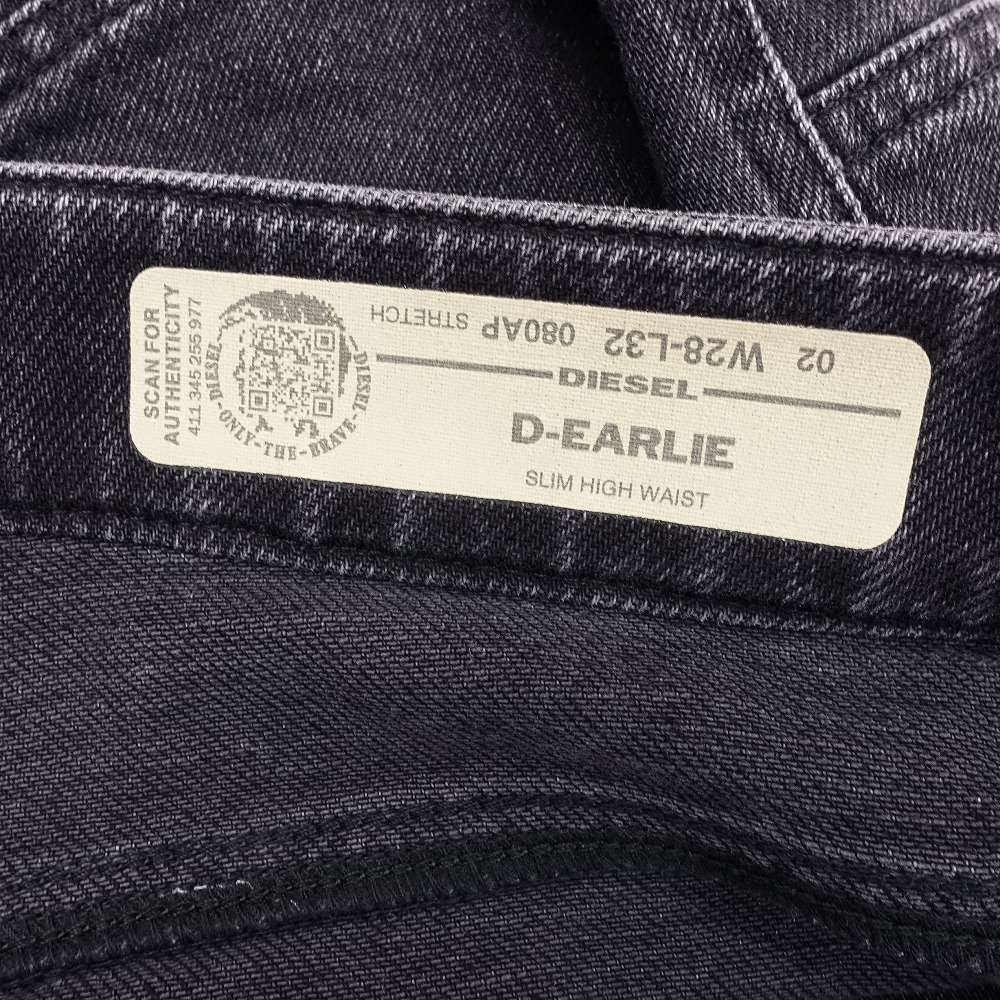 SCAN FOR
AUTHENTICITY
411 345 255 977
DIESEL-ONLY-THE-BRAVE-DIESEL
02 W28-L32 080AP STRETCH
DIESEL
D-EARLIE
SLIM HIGH WAIST